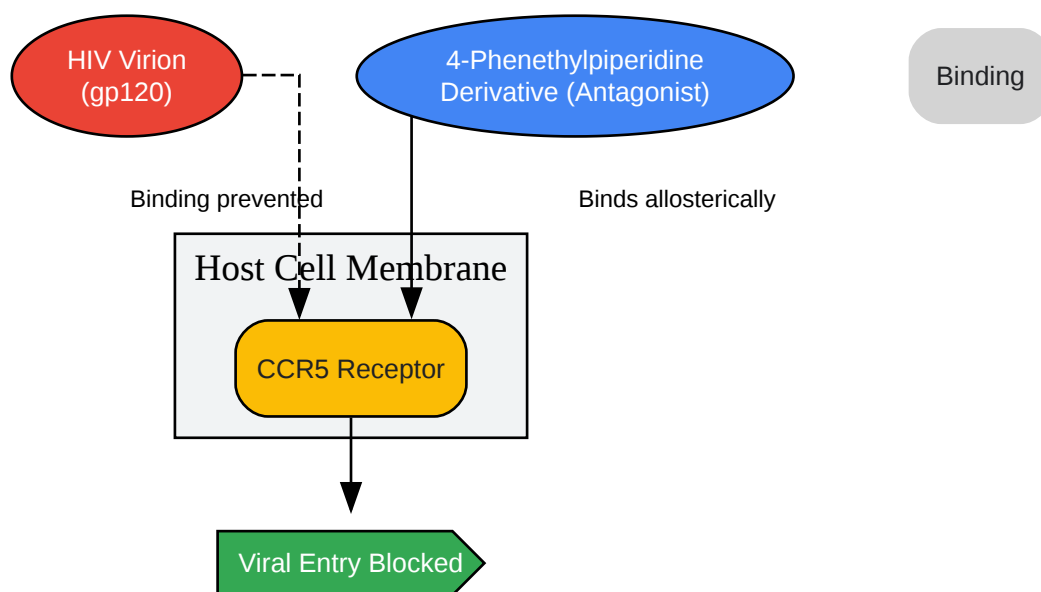 HIV Virion
(gp120)
4-Phenethylpiperidine
Derivative (Antagonist)
Binding
Binding prevented
Binds allosterically
Host Cell Membrane
CCR5 Receptor
Viral Entry Blocked